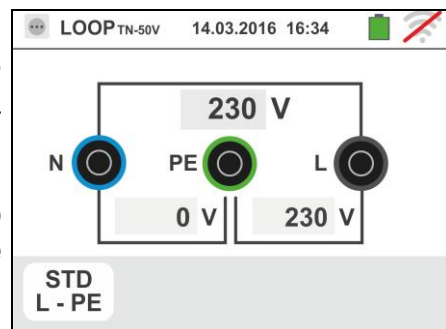 LOOP TN-50V 14.03.2016 16:34
230 V
N PE L
0 V 230 V
STD
L - PE